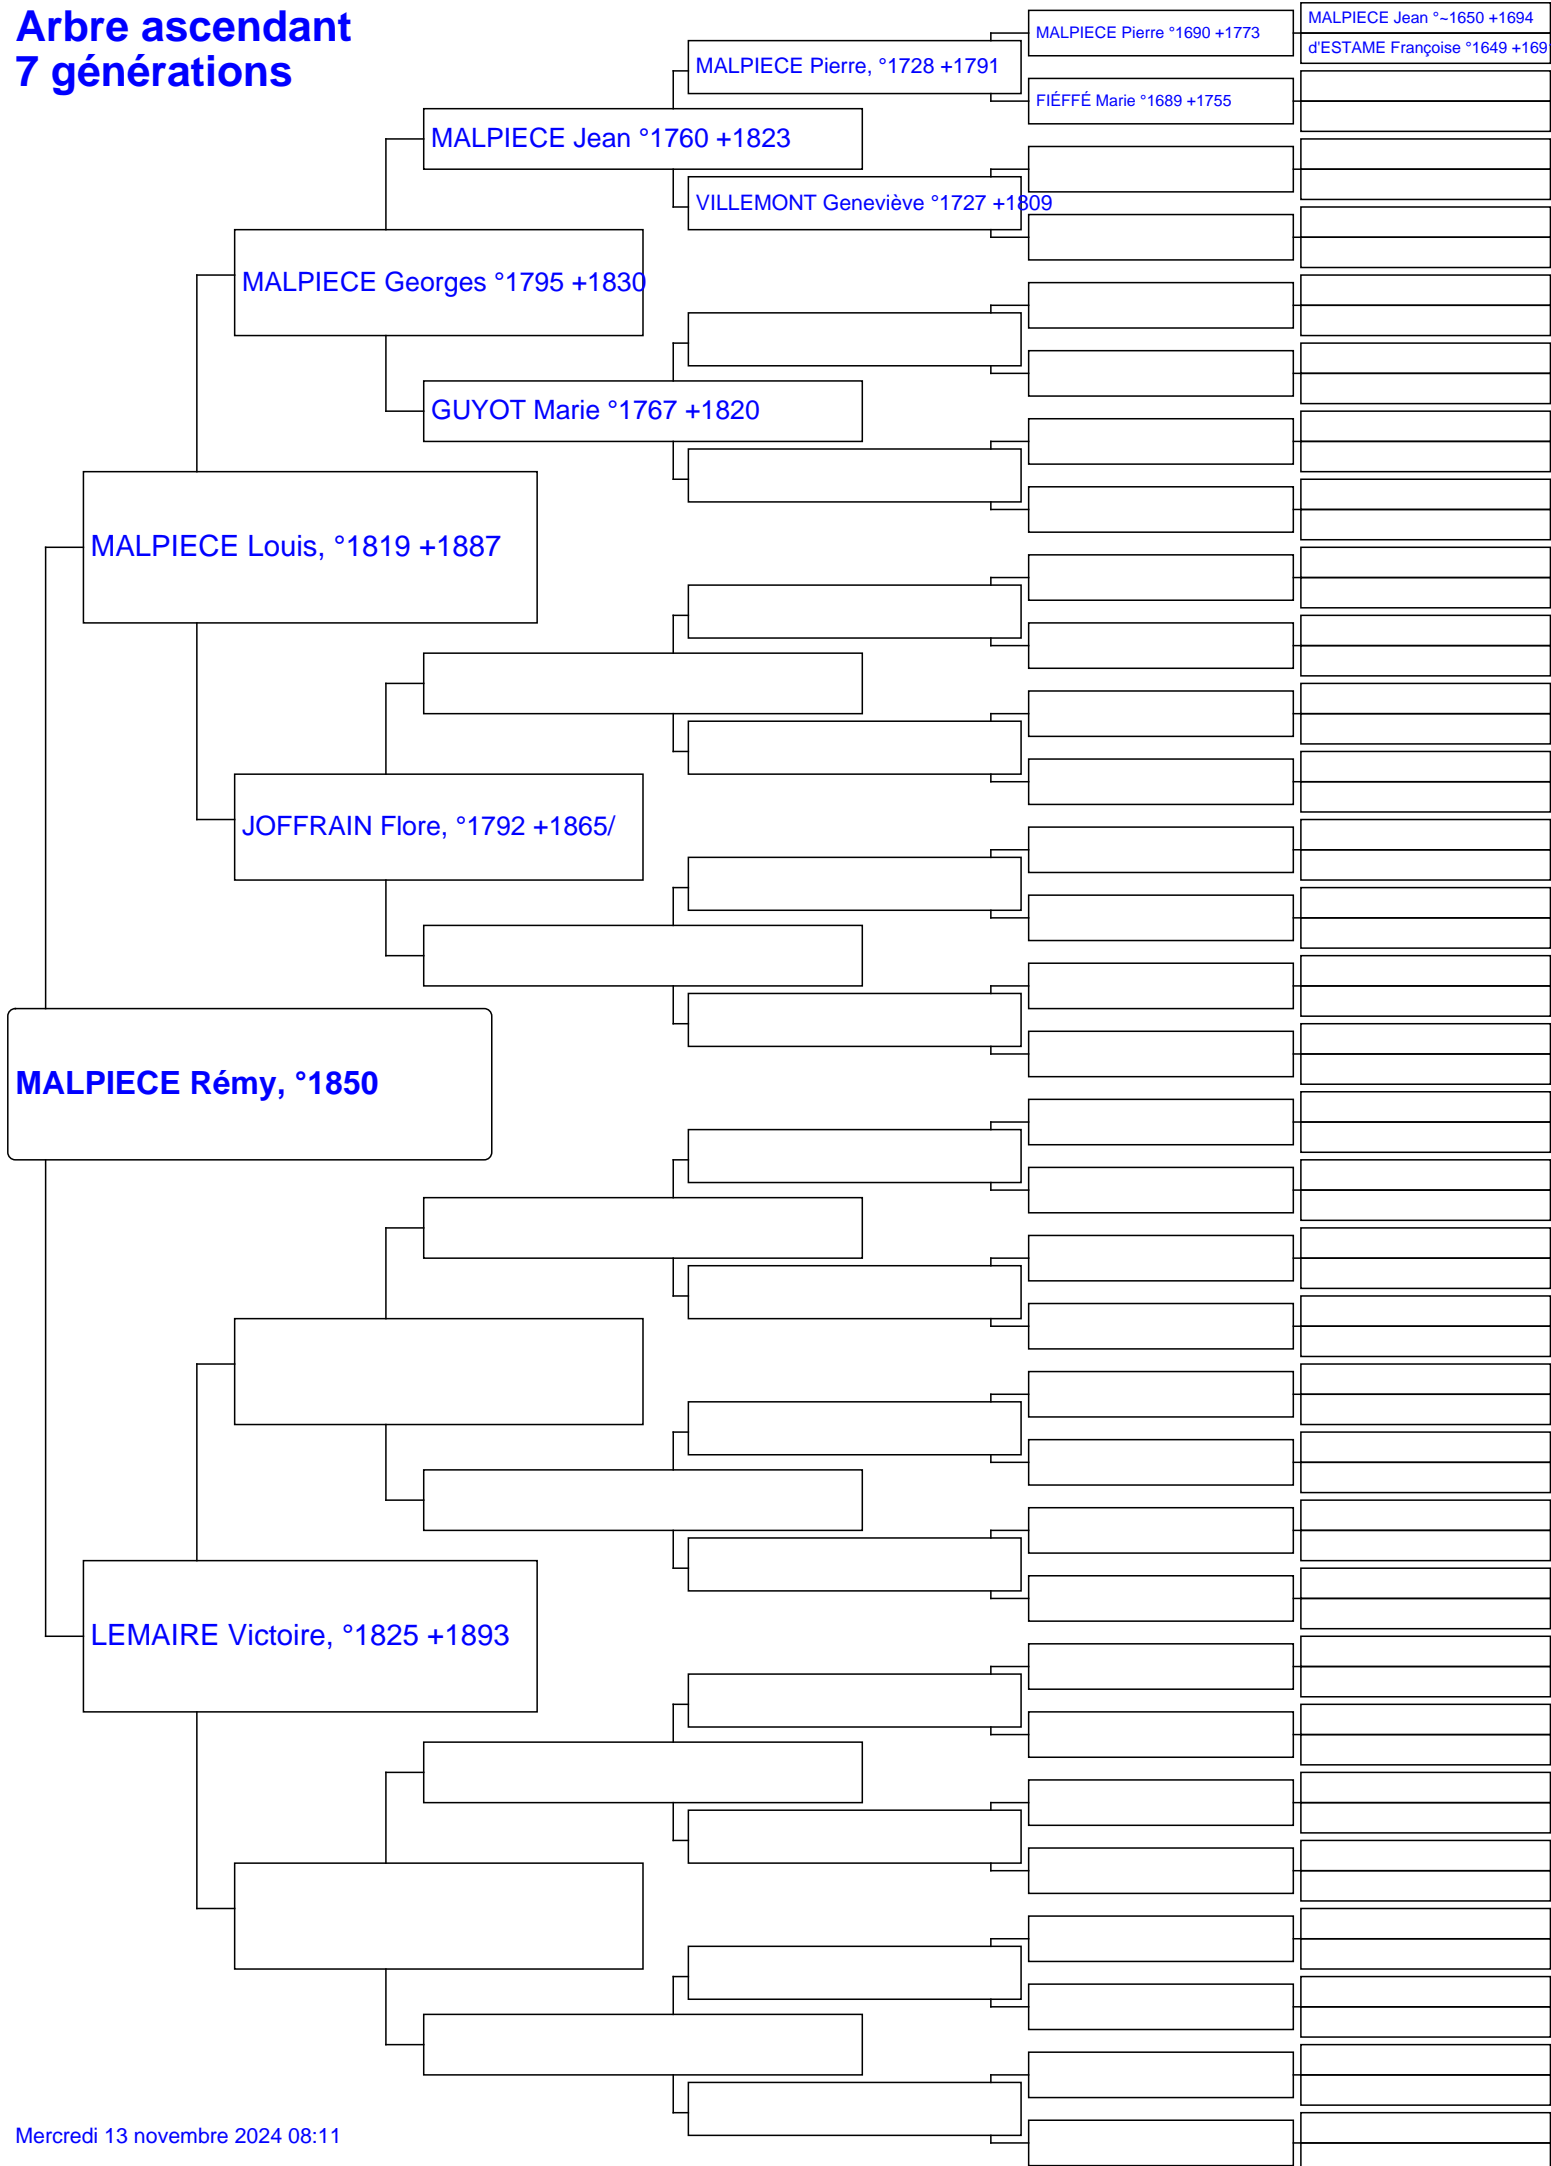 Arbre ascendant
7 générations
MALPIECE Jean °~1650 +1694
MALPIECE Pierre °1690 +1773
d'ESTAME Françoise °1649 +169
MALPIECE Pierre, °1728 +1791
FIÉFFÉ Marie °1689 +1755
MALPIECE Jean °1760 +1823
VILLEMONT Geneviève °1727 +1809
MALPIECE Georges °1795 +1830
GUYOT Marie °1767 +1820
MALPIECE Louis, °1819 +1887
JOFFRAIN Flore, °1792 +1865/
MALPIECE Rémy, °1850
LEMAIRE Victoire, °1825 +1893
Mercredi 13 novembre 2024 08:11